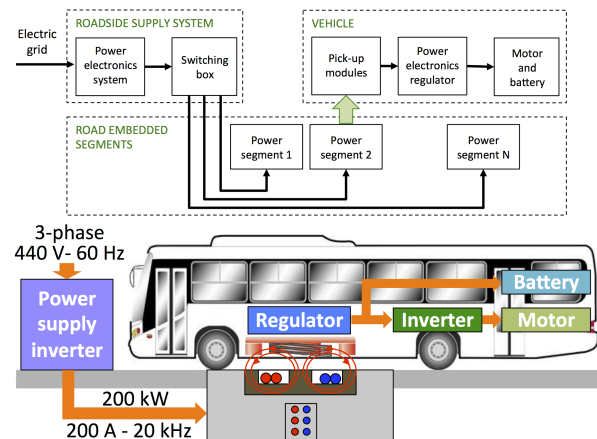 ROADSIDE SUPPLY SYSTEM
VEHICLE
Electric
grid
Power
electronics
system
Switching
box
Pick-up
modules
Power
electronics
regulator
Motor
and
battery
ROAD EMBEDDED
SEGMENTS
Power
segment 1
Power
segment 2
Power
segment N
3-phase
440 V- 60 Hz
Power
supply
inverter
Battery
Regulator
Inverter
Motor
200 kW
200 A - 20 kHz